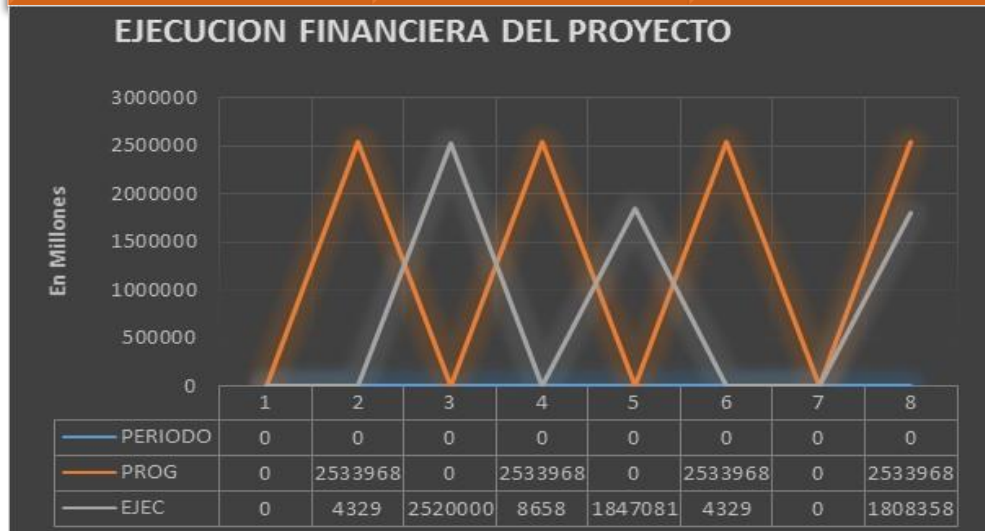 EJECUCION FINANCIERA DEL PROYECTO
En Millones
3000000
2500000
2000000
1500000
1000000
500000
0
1 2 3 4 5 6 7 8
PERIODO 0 0 0 0 0 0 0 0
PROG 0 2533968 0 2533968 0 2533968 0 2533968
EJEC 0 4329 2520000 8658 1847081 4329 0 1808358